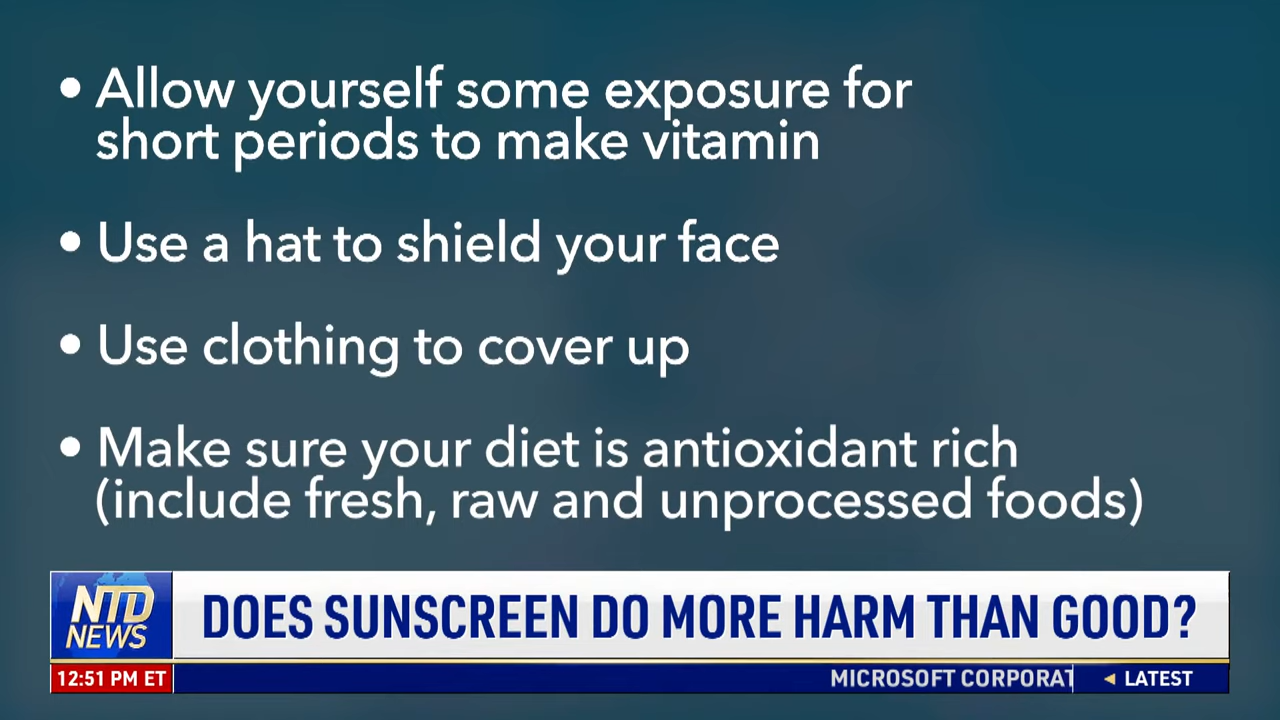 • Allow yourself some exposure for
short periods to make vitamin
• Use a hat to shield your face
• Use clothing to cover up
• Make sure your diet is antioxidant rich
(include fresh, raw and unprocessed foods)
NTD
NEWS
DOES SUNSCREEN DO MORE HARM THAN GOOD?
12:51 PM ET
MICROSOFT CORPORAT
LATEST